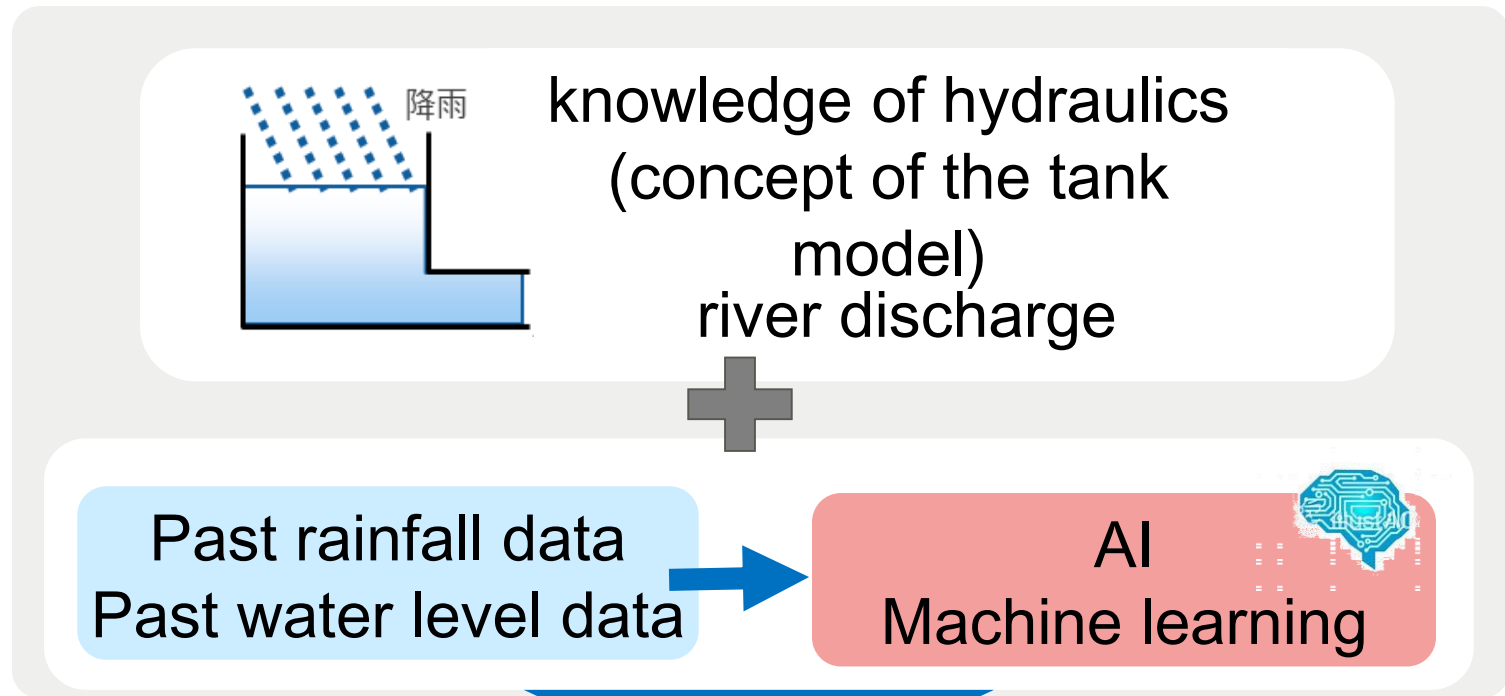 降雨
knowledge of hydraulics
(concept of the tank
model)
river discharge
Past rainfall data
Past water level data
AI
Machine learning